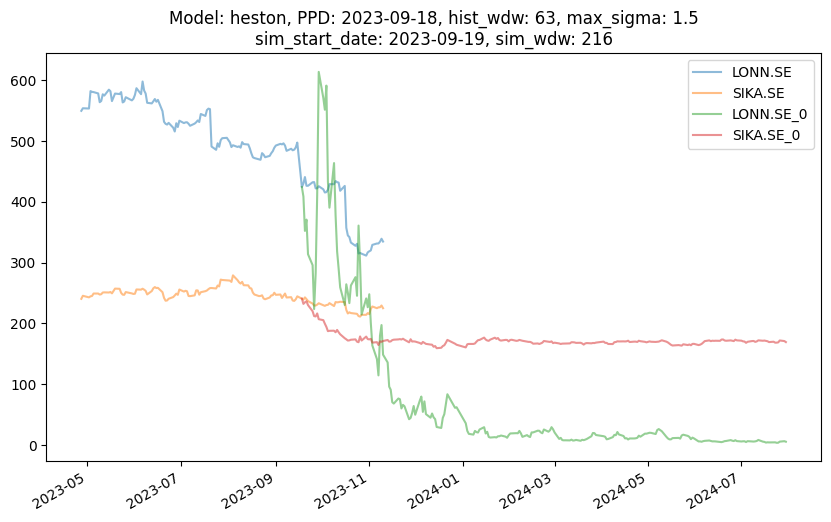 Model: heston, PPD: 2023-09-18, hist_wdw: 63, max_sigma: 1.5
sim_start_date: 2023-09-19, sim_wdw: 216
LONN.SE
SIKA.SE
LONN.SE_0
SIKA.SE_0
600
500
400
300
200
100
0
2023-05
2023-07
2023-09
2023-11
2024-01
2024-03
2024-05
2024-07